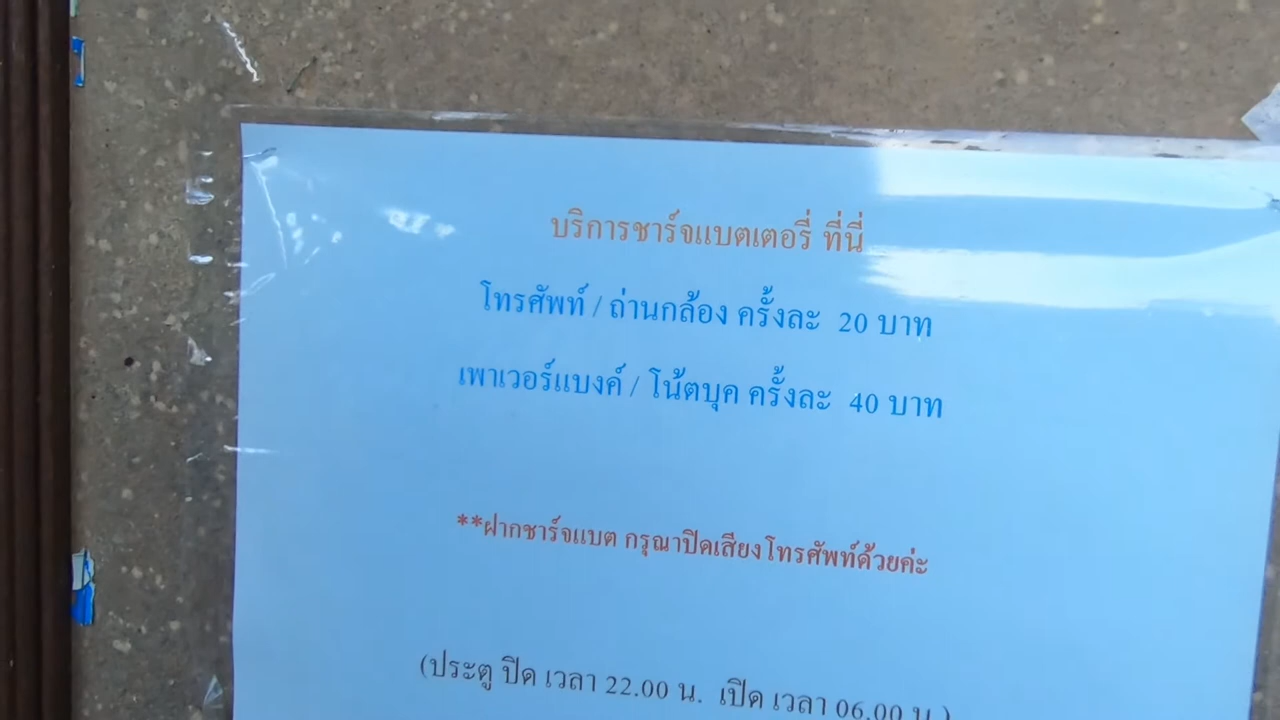 บริการชาร์จแบตเตอรี่ ที่นี่
โทรศัพท์ / ถ่านกล้อง ครั้งละ 20 บาท
เพาเวอร์แบงค์ / โน้ตบุค ครั้งละ 40 บาท
**ฝากชาร์จแบต กรุณาปิดเสียงโทรศัพท์ด้วยค่ะ
(ประตู ปิด เวลา 22.00 น. เปิด เวลา 06.00 น.)